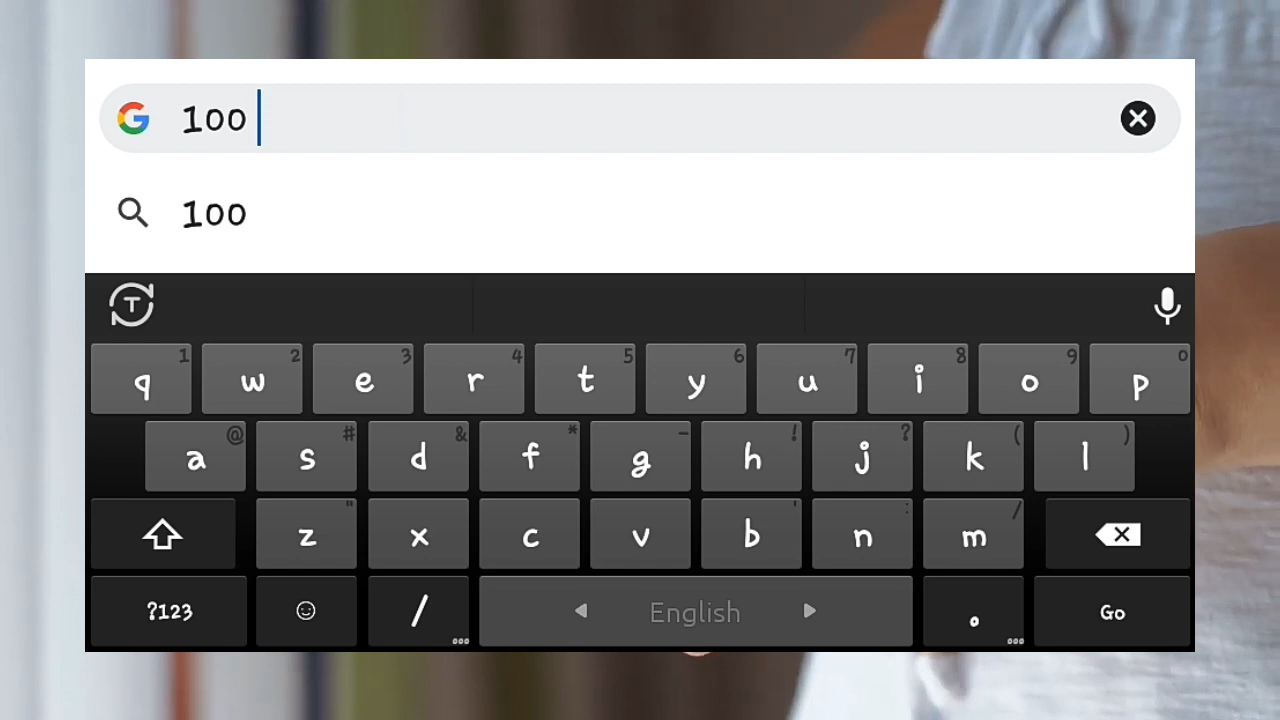 100
100
T
1 2 3 4 5 6 7 8 9 0
q w e r t y u i o p
@ # & * - ! ? ( )
a s d f g h j k l
" ' : /
z x c v b n m
?123 / English . Go